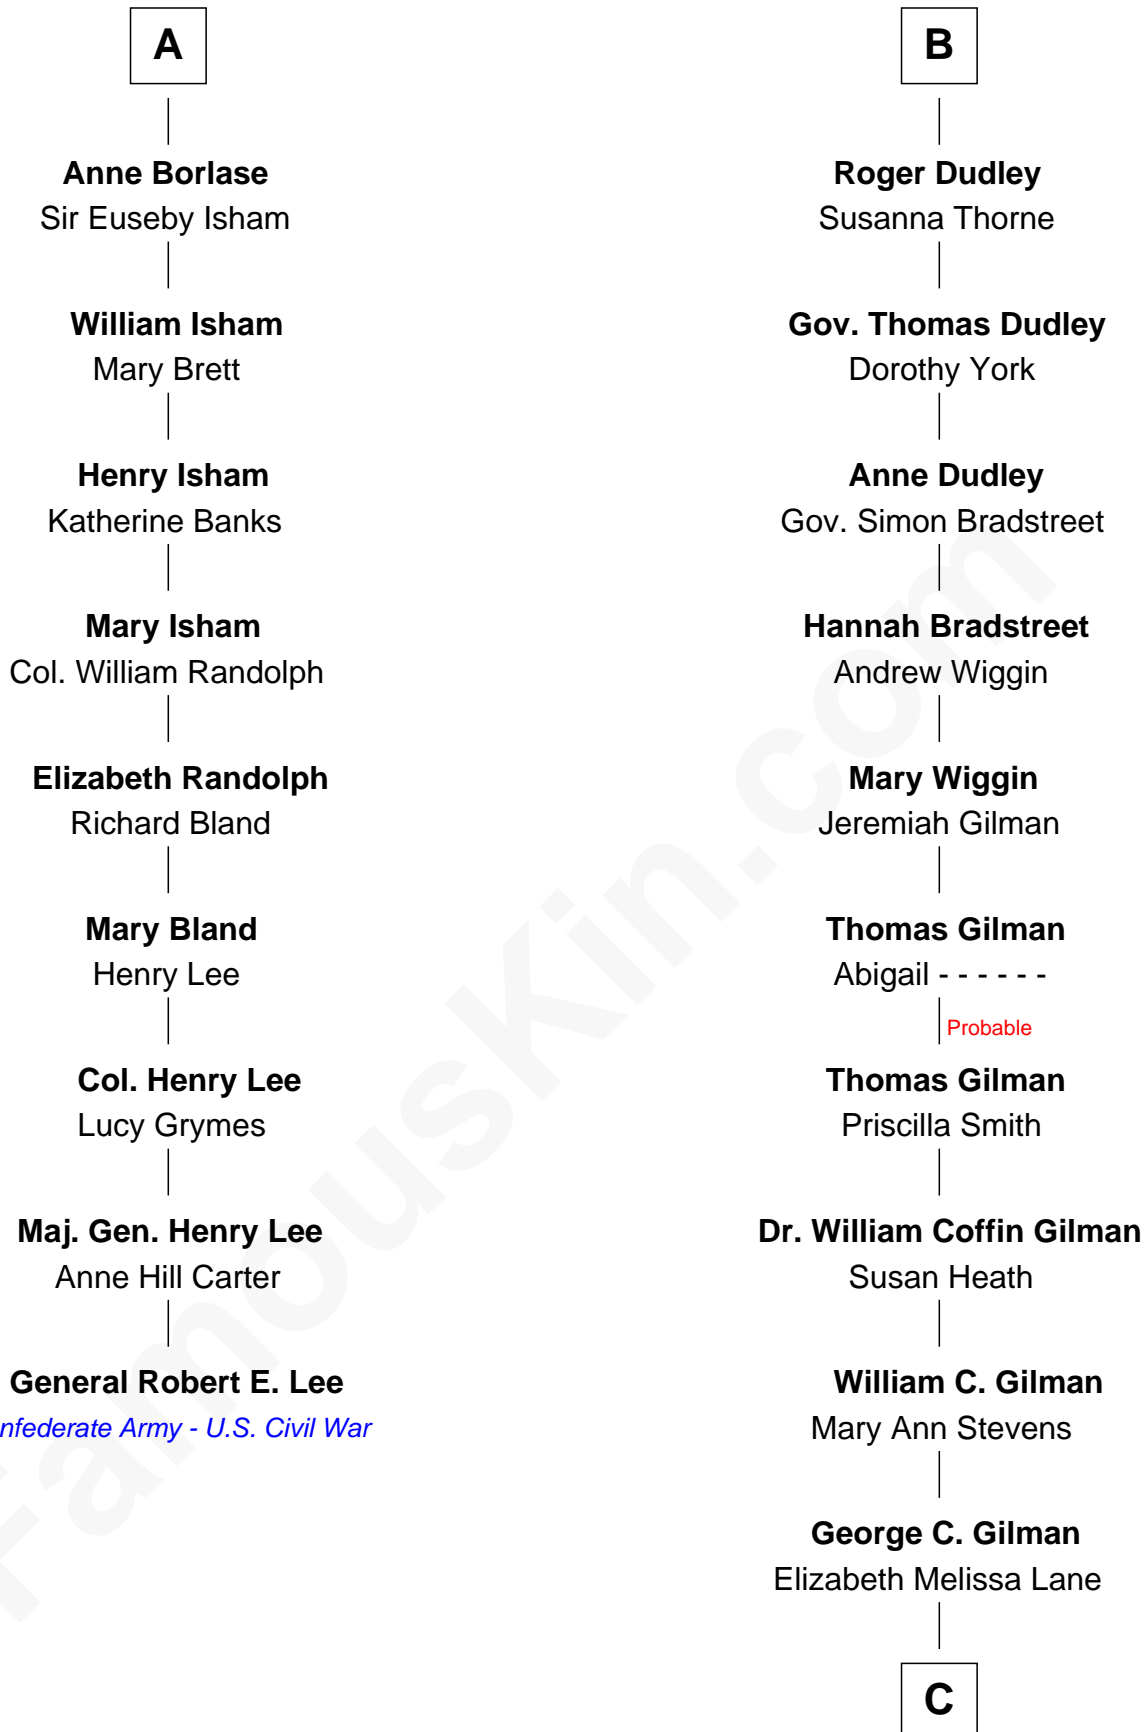 A
Anne Borlase
Sir Euseby Isham
William Isham
Mary Brett
Henry Isham
Katherine Banks
Mary Isham
Col. William Randolph
Elizabeth Randolph
Richard Bland
Mary Bland
Henry Lee
Col. Henry Lee
Lucy Grymes
Maj. Gen. Henry Lee
Anne Hill Carter
General Robert E. Lee
nfederate Army - U.S. Civil War
B
Roger Dudley
Susanna Thorne
Gov. Thomas Dudley
Dorothy York
Anne Dudley
Gov. Simon Bradstreet
Hannah Bradstreet
Andrew Wiggin
Mary Wiggin
Jeremiah Gilman
Thomas Gilman
Abigail - - - - - -
Probable
Thomas Gilman
Priscilla Smith
Dr. William Coffin Gilman
Susan Heath
William C. Gilman
Mary Ann Stevens
George C. Gilman
Elizabeth Melissa Lane
C
FamousKin.com